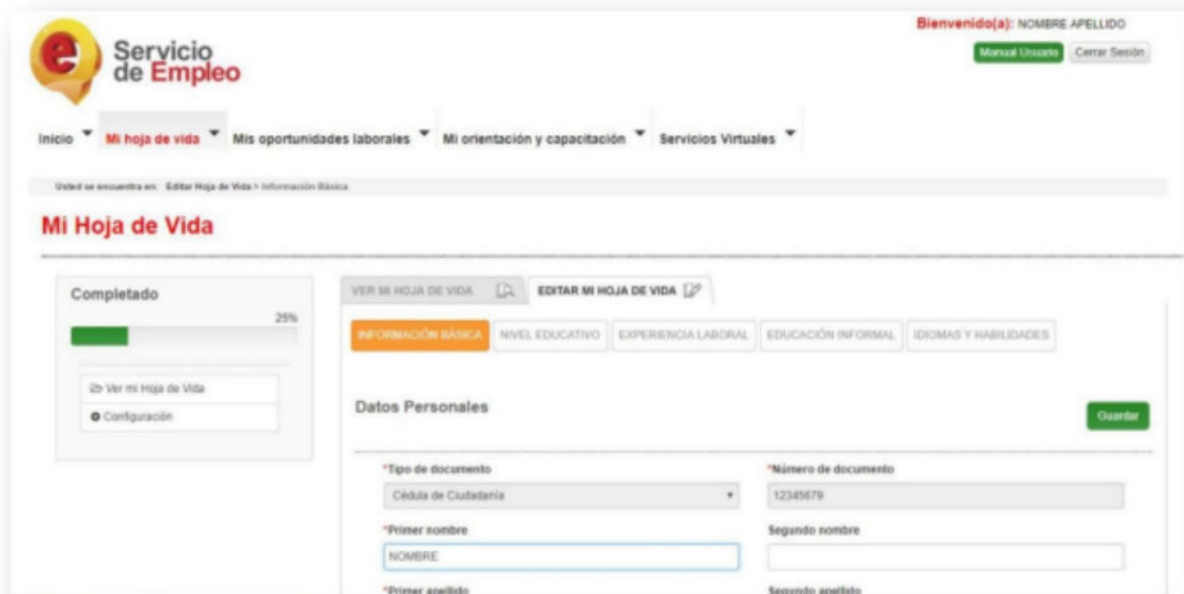 Bienvenido(a): NOMBRE APELLIDO
Manual Usuario Cerrar Sesión
e Servicio
de Empleo
Inicio Mi hoja de vida Mis oportunidades laborales Mi orientación y capacitación Servicios Virtuales
Usted se encuentra en: Editar Hoja de Vida > Información Básica
Mi Hoja de Vida
Completado
25%
Ver mi Hoja de Vida
Configuración
VER MI HOJA DE VIDA EDITAR MI HOJA DE VIDA
INFORMACIÓN BÁSICA NIVEL EDUCATIVO EXPERIENCIA LABORAL EDUCACIÓN INFORMAL IDIOMAS Y HABILIDADES
Datos Personales Guardar
*Tipo de documento *Número de documento
Cédula de Ciudadanía 12345679
*Primer nombre Segundo nombre
NOMBRE
*Primer apellido Segundo apellido